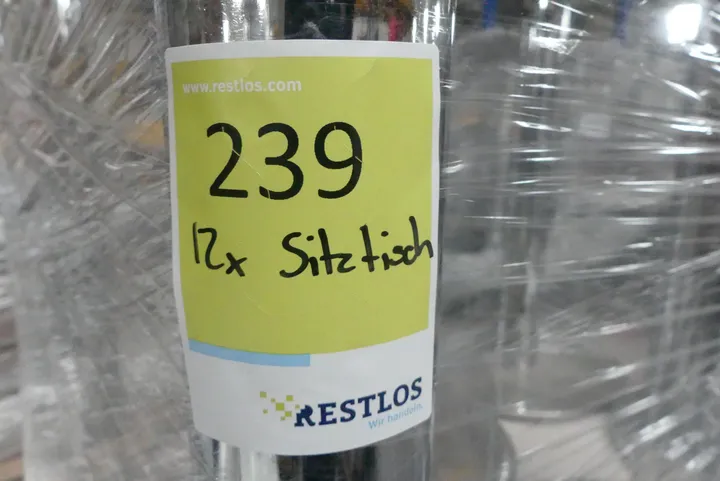 www.restlos.com
239
12x Sitztisch
RESTLOS
Wir handeln.